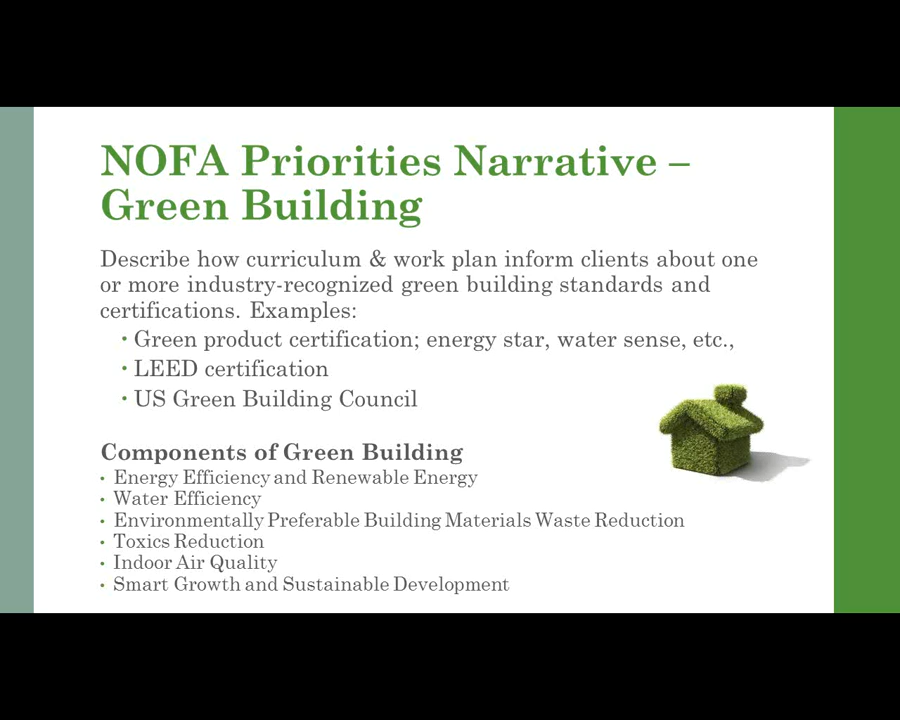 NOFA Priorities Narrative –
Green Building
Describe how curriculum & work plan inform clients about one
or more industry-recognized green building standards and
certifications. Examples:
• Green product certification; energy star, water sense, etc.,
• LEED certification
• US Green Building Council
Components of Green Building
• Energy Efficiency and Renewable Energy
• Water Efficiency
• Environmentally Preferable Building Materials Waste Reduction
• Toxics Reduction
• Indoor Air Quality
• Smart Growth and Sustainable Development